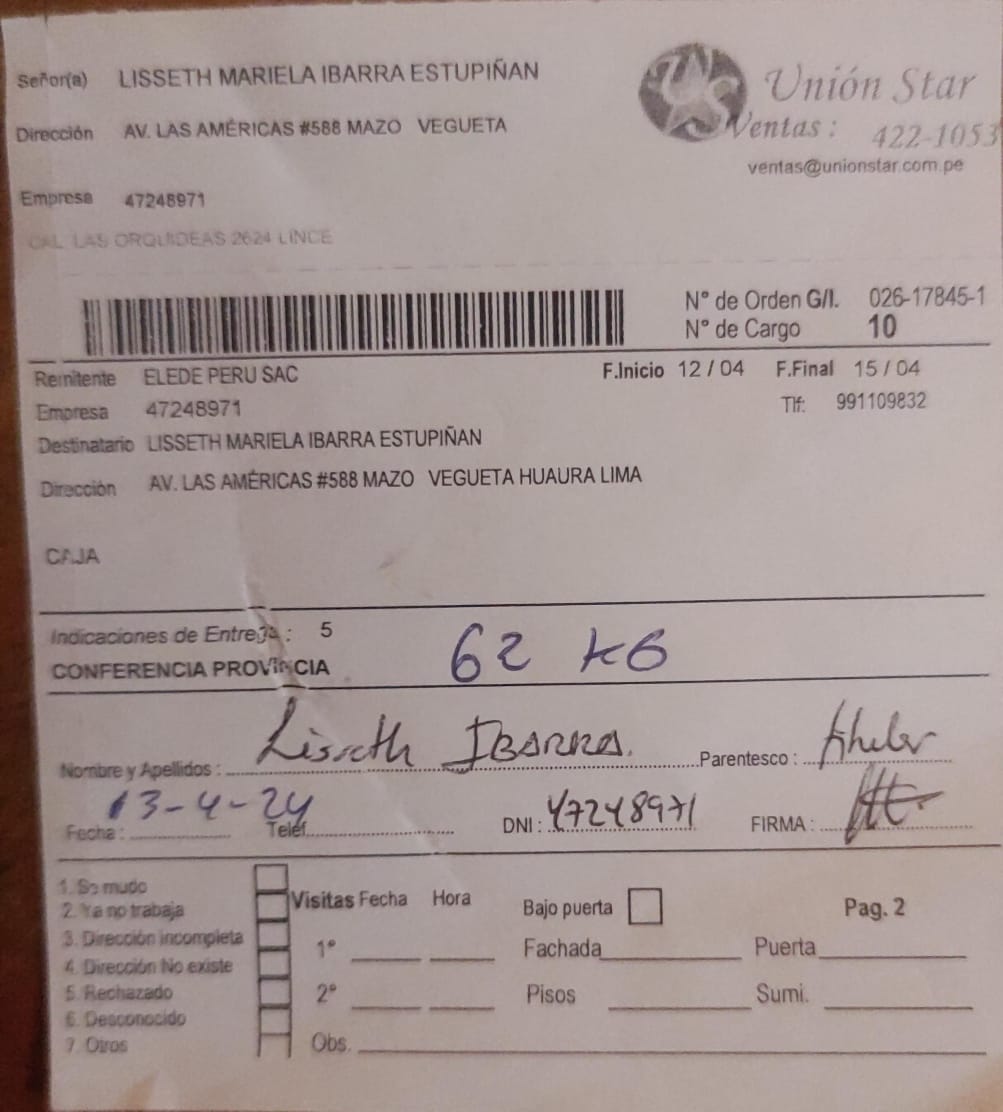 Señor(a) LISSETH MARIELA IBARRA ESTUPIÑAN
Unión Star
Dirección AV. LAS AMÉRICAS #588 MAZO VEGUETA
Ventas : 422-1053
ventas@unionstar.com.pe
Empresa 47248971
CAL. LAS ORQUIDEAS 2624 LINCE
N° de Orden G/I. 026-17845-1
N° de Cargo 10
Remitente ELEDE PERU SAC F.Inicio 12 / 04 F.Final 15 / 04
Empresa 47248971 Tlf: 991109832
Destinatario LISSETH MARIELA IBARRA ESTUPIÑAN
Dirección AV. LAS AMÉRICAS #588 MAZO VEGUETA HUAURA LIMA
CAJA
Indicaciones de Entrega : 5
CONFERENCIA PROVINCIA
62 KG
Nombre y Apellidos : Lisseth IBARRA. Parentesco : titular
Fecha : 13-4-24 Teléf. DNI : 47248971 FIRMA :
1. Se mudo
2. Ya no trabaja
3. Dirección incompleta
4. Dirección No existe
5. Rechazado
6. Desconocido
7. Otros
Visitas Fecha Hora Bajo puerta Pag. 2
1° Fachada Puerta
2° Pisos Sumi.
Obs.